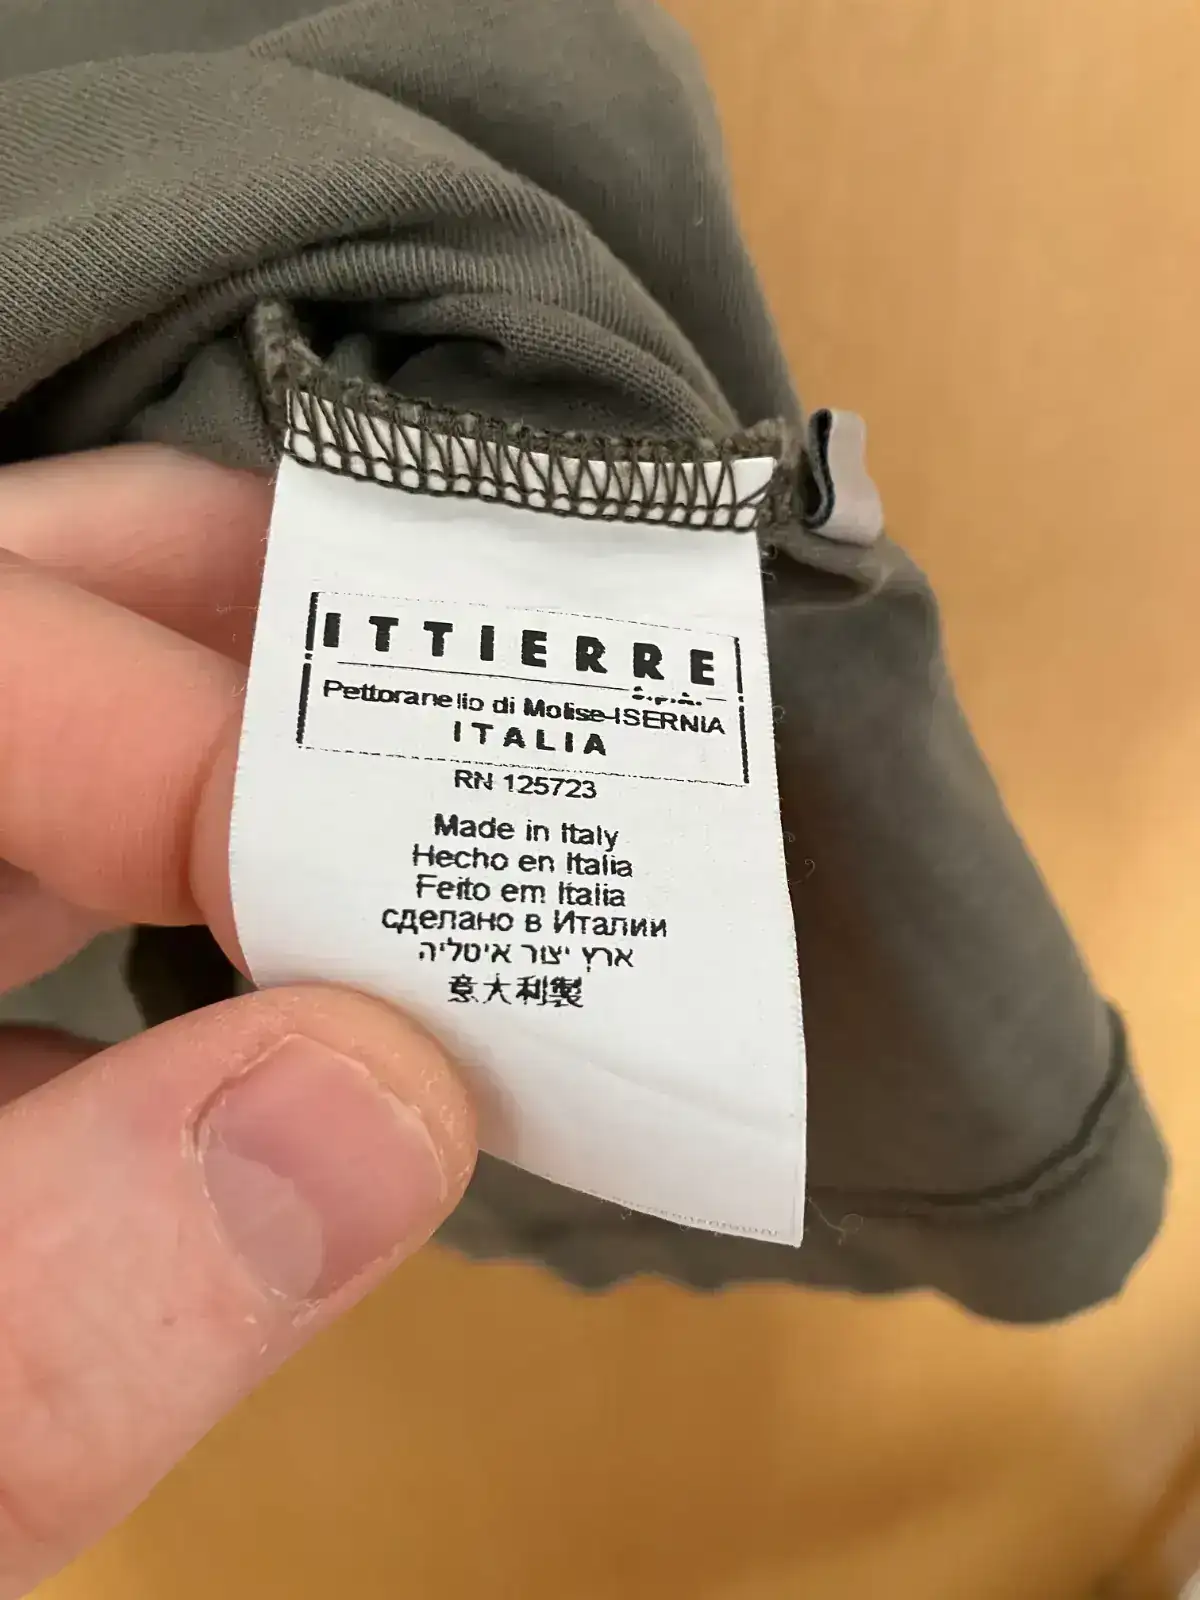 ITTIERRE
S.P.A.
Pettoranello di Molise-ISERNIA
ITALIA
RN 125723
Made in Italy
Hecho en Italia
Feito em Italia
сделано в Италии
ארץ יצור איטליה
意大利製